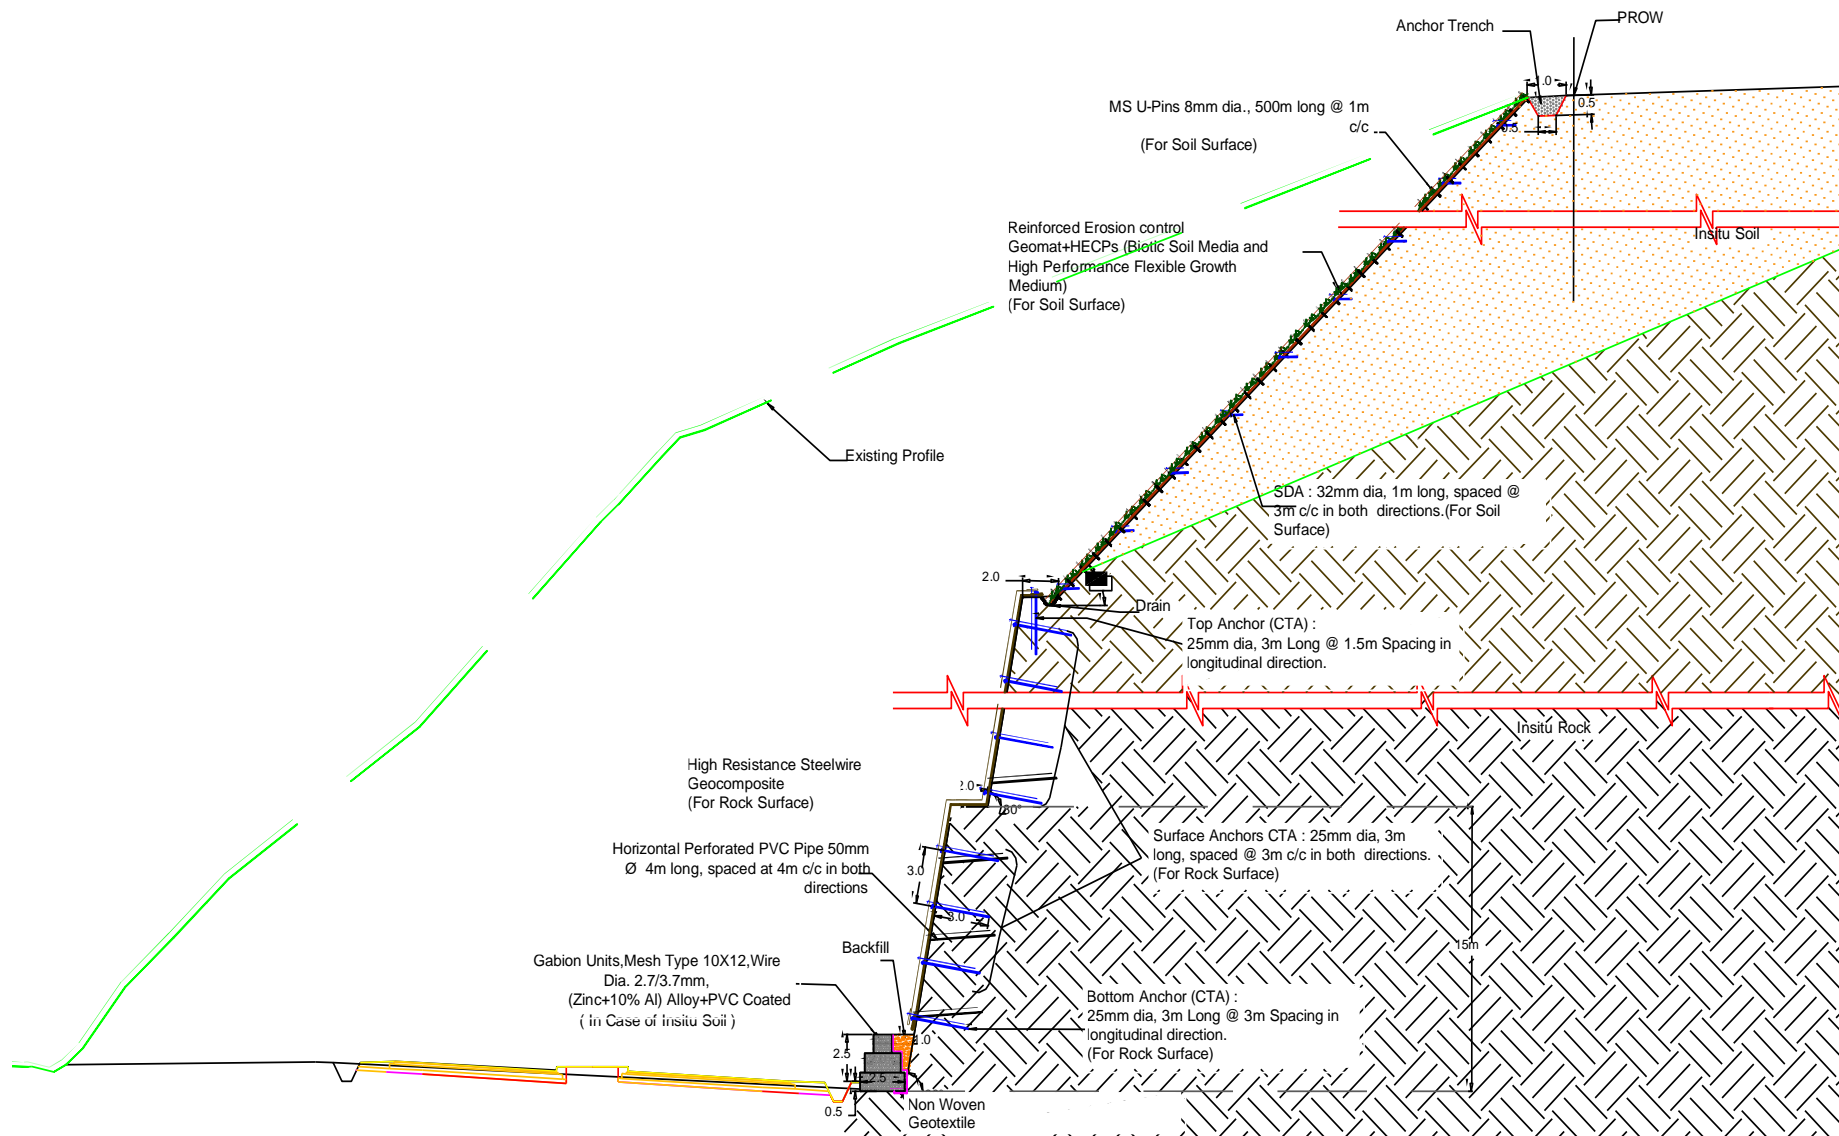 Anchor Trench
PROW
1.0
0.5
0.5
MS U-Pins 8mm dia., 500m long @ 1m
c/c
(For Soil Surface)
Reinforced Erosion control
Geomat+HECPs (Biotic Soil Media and
High Performance Flexible Growth
Medium)
(For Soil Surface)
Insitu Soil
Existing Profile
SDA : 32mm dia, 1m long, spaced @
3m c/c in both directions.(For Soil
Surface)
2.0
1
Drain
Top Anchor (CTA) :
25mm dia, 3m Long @ 1.5m Spacing in
longitudinal direction.
Insitu Rock
High Resistance Steelwire
Geocomposite
(For Rock Surface)
2.0
80°
Surface Anchors CTA : 25mm dia, 3m
long, spaced @ 3m c/c in both directions.
(For Rock Surface)
Horizontal Perforated PVC Pipe 50mm
Ø 4m long, spaced at 4m c/c in both
directions
3.0
3.0
15m
Backfill
Gabion Units,Mesh Type 10X12,Wire
Dia. 2.7/3.7mm,
(Zinc+10% Al) Alloy+PVC Coated
( In Case of Insitu Soil )
Bottom Anchor (CTA) :
25mm dia, 3m Long @ 3m Spacing in
longitudinal direction.
(For Rock Surface)
1.0
2.5
2.5
0.5
Non Woven
Geotextile